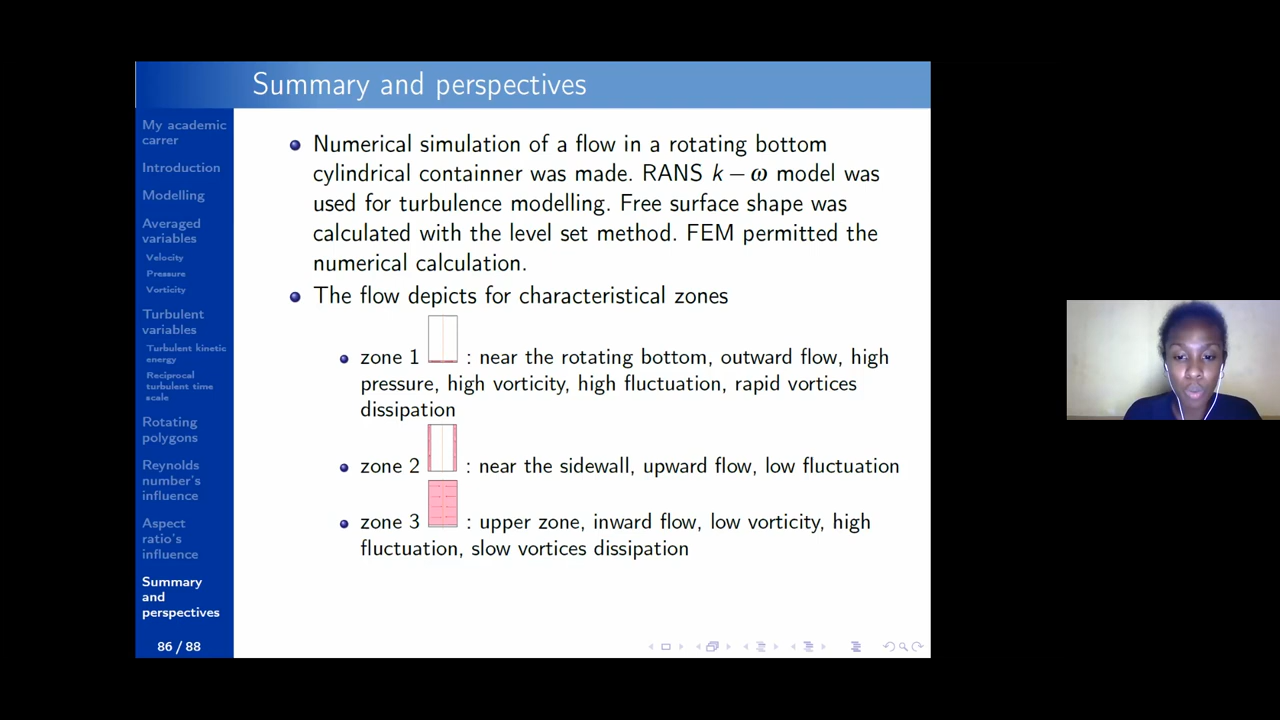 Summary and perspectives
My academic
carrer
Introduction
Modelling
Averaged
variables
Velocity
Pressure
Vorticity
Turbulent
variables
Turbulent kinetic
energy
Reciprocal
turbulent time
scale
Rotating
polygons
Reynolds
number's
influence
Aspect
ratio's
influence
Summary
and
perspectives
86 / 88
Numerical simulation of a flow in a rotating bottom
cylindrical containner was made. RANS k − ω model was
used for turbulence modelling. Free surface shape was
calculated with the level set method. FEM permitted the
numerical calculation.
The flow depicts for characteristical zones
zone 1 : near the rotating bottom, outward flow, high
pressure, high vorticity, high fluctuation, rapid vortices
dissipation
zone 2 : near the sidewall, upward flow, low fluctuation
zone 3 : upper zone, inward flow, low vorticity, high
fluctuation, slow vortices dissipation